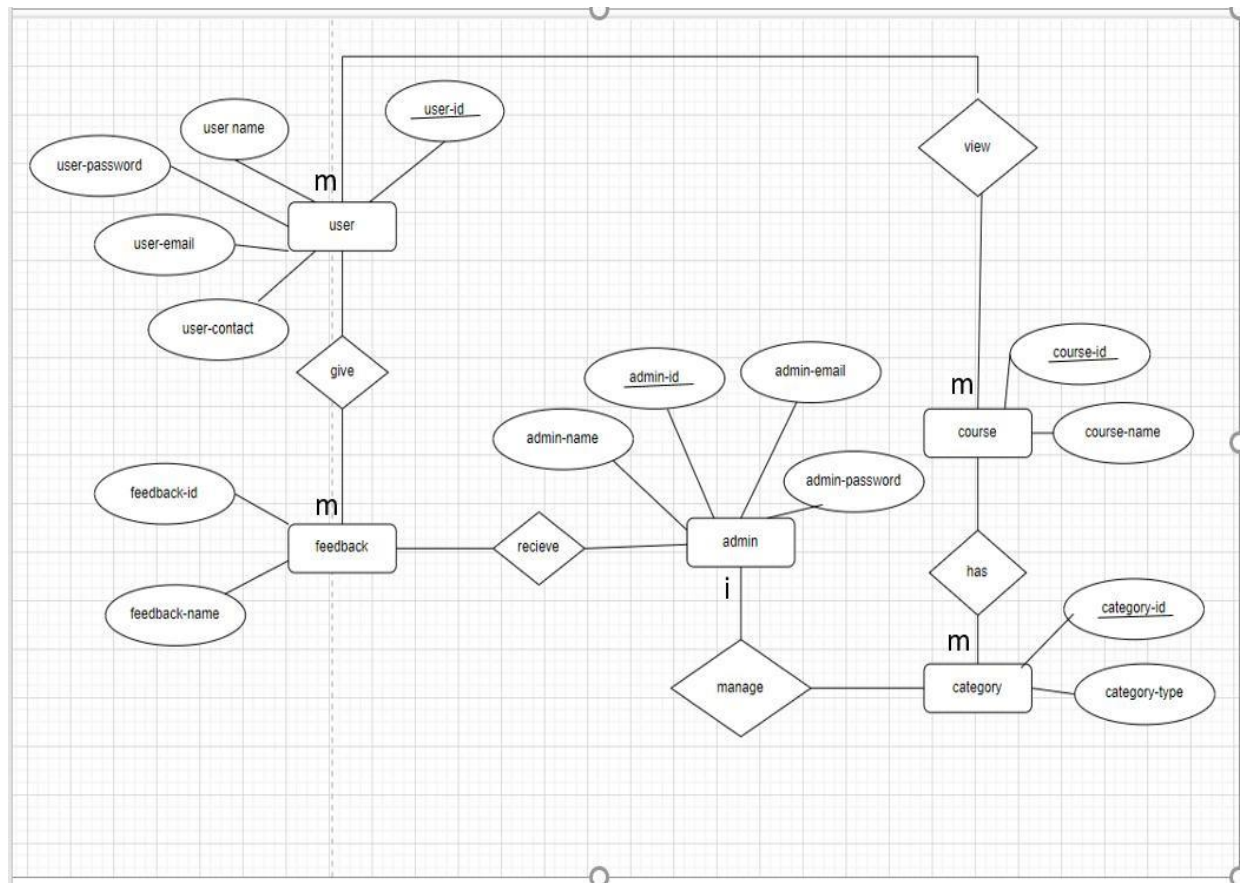 user-id
user name
user-password
m
user
user-email
user-contact
view
give
m
course-id
course
course-name
admin-id
admin-email
admin-name
admin-password
feedback-id
m
feedback
feedback-name
recieve
admin
i
has
manage
m
category-id
category
category-type